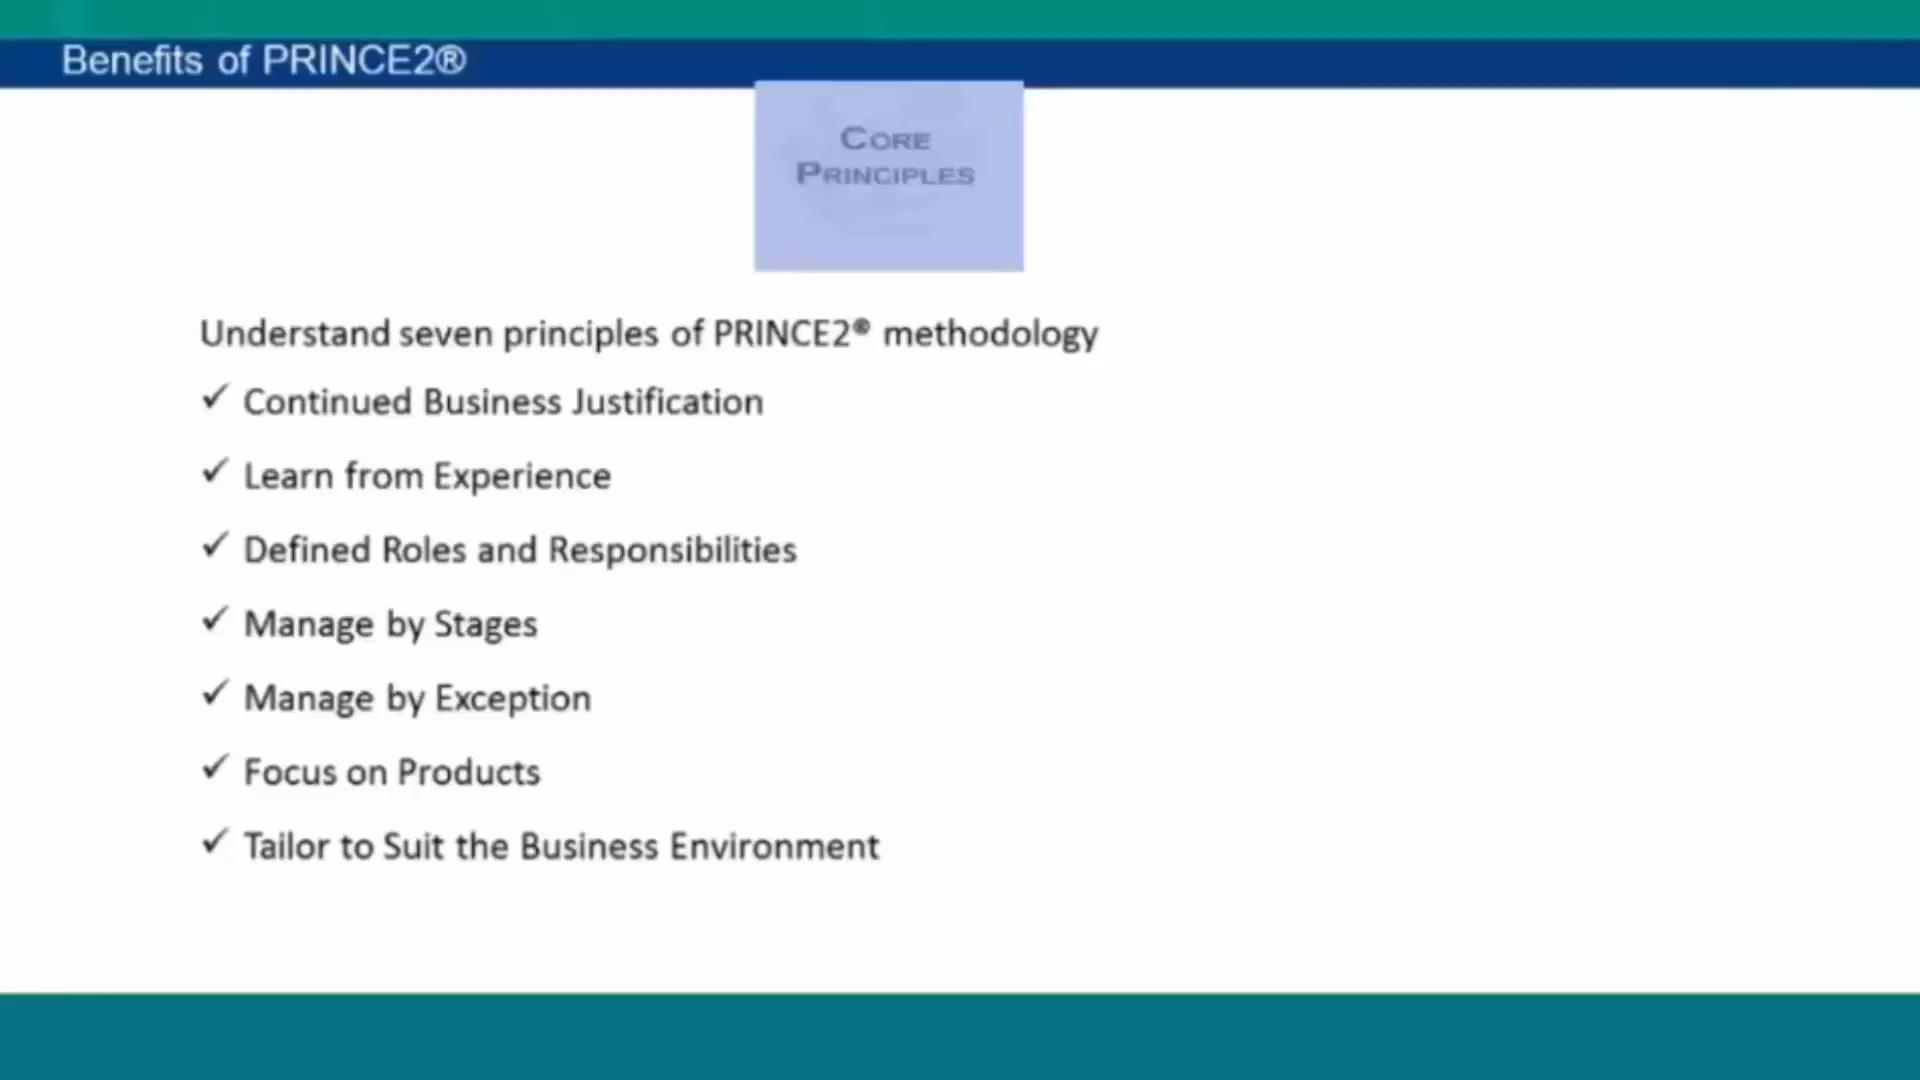 Benefits of PRINCE2®
CORE
PRINCIPLES
Understand seven principles of PRINCE2® methodology
✓ Continued Business Justification
✓ Learn from Experience
✓ Defined Roles and Responsibilities
✓ Manage by Stages
✓ Manage by Exception
✓ Focus on Products
✓ Tailor to Suit the Business Environment